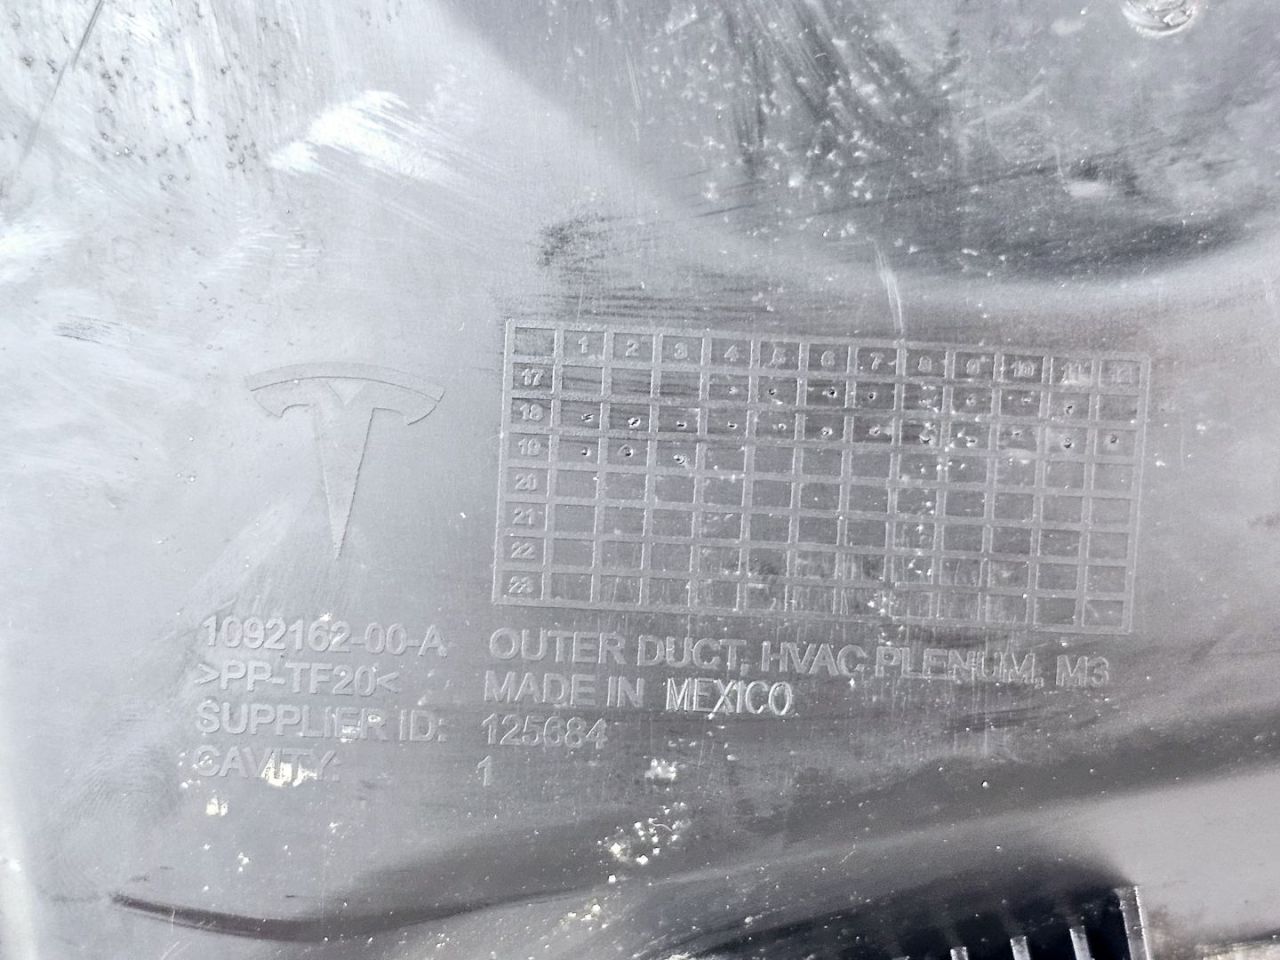 1 2 3 4 5 6 7 8 9 10 11 12
17
18
19
20
21
22
23
1092162-00-A OUTER DUCT, HVAC PLENUM, M3
>PP-TF20< MADE IN MEXICO
SUPPLIER ID: 125684
CAVITY: 1